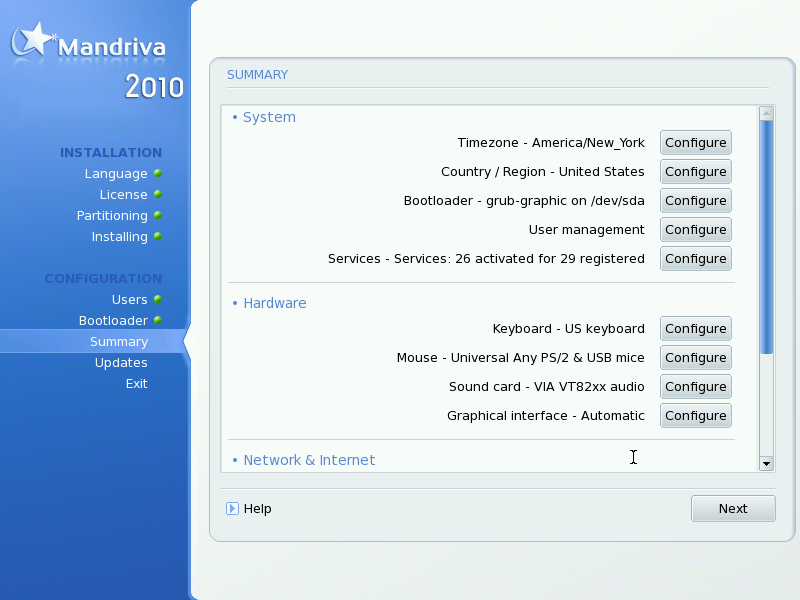 Mandriva
2010
INSTALLATION
Language
License
Partitioning
Installing
CONFIGURATION
Users
Bootloader
Summary
Updates
Exit
SUMMARY
• System
Timezone - America/New_York Configure
Country / Region - United States Configure
Bootloader - grub-graphic on /dev/sda Configure
User management Configure
Services - Services: 26 activated for 29 registered Configure
• Hardware
Keyboard - US keyboard Configure
Mouse - Universal Any PS/2 & USB mice Configure
Sound card - VIA VT82xx audio Configure
Graphical interface - Automatic Configure
• Network & Internet
Help Next